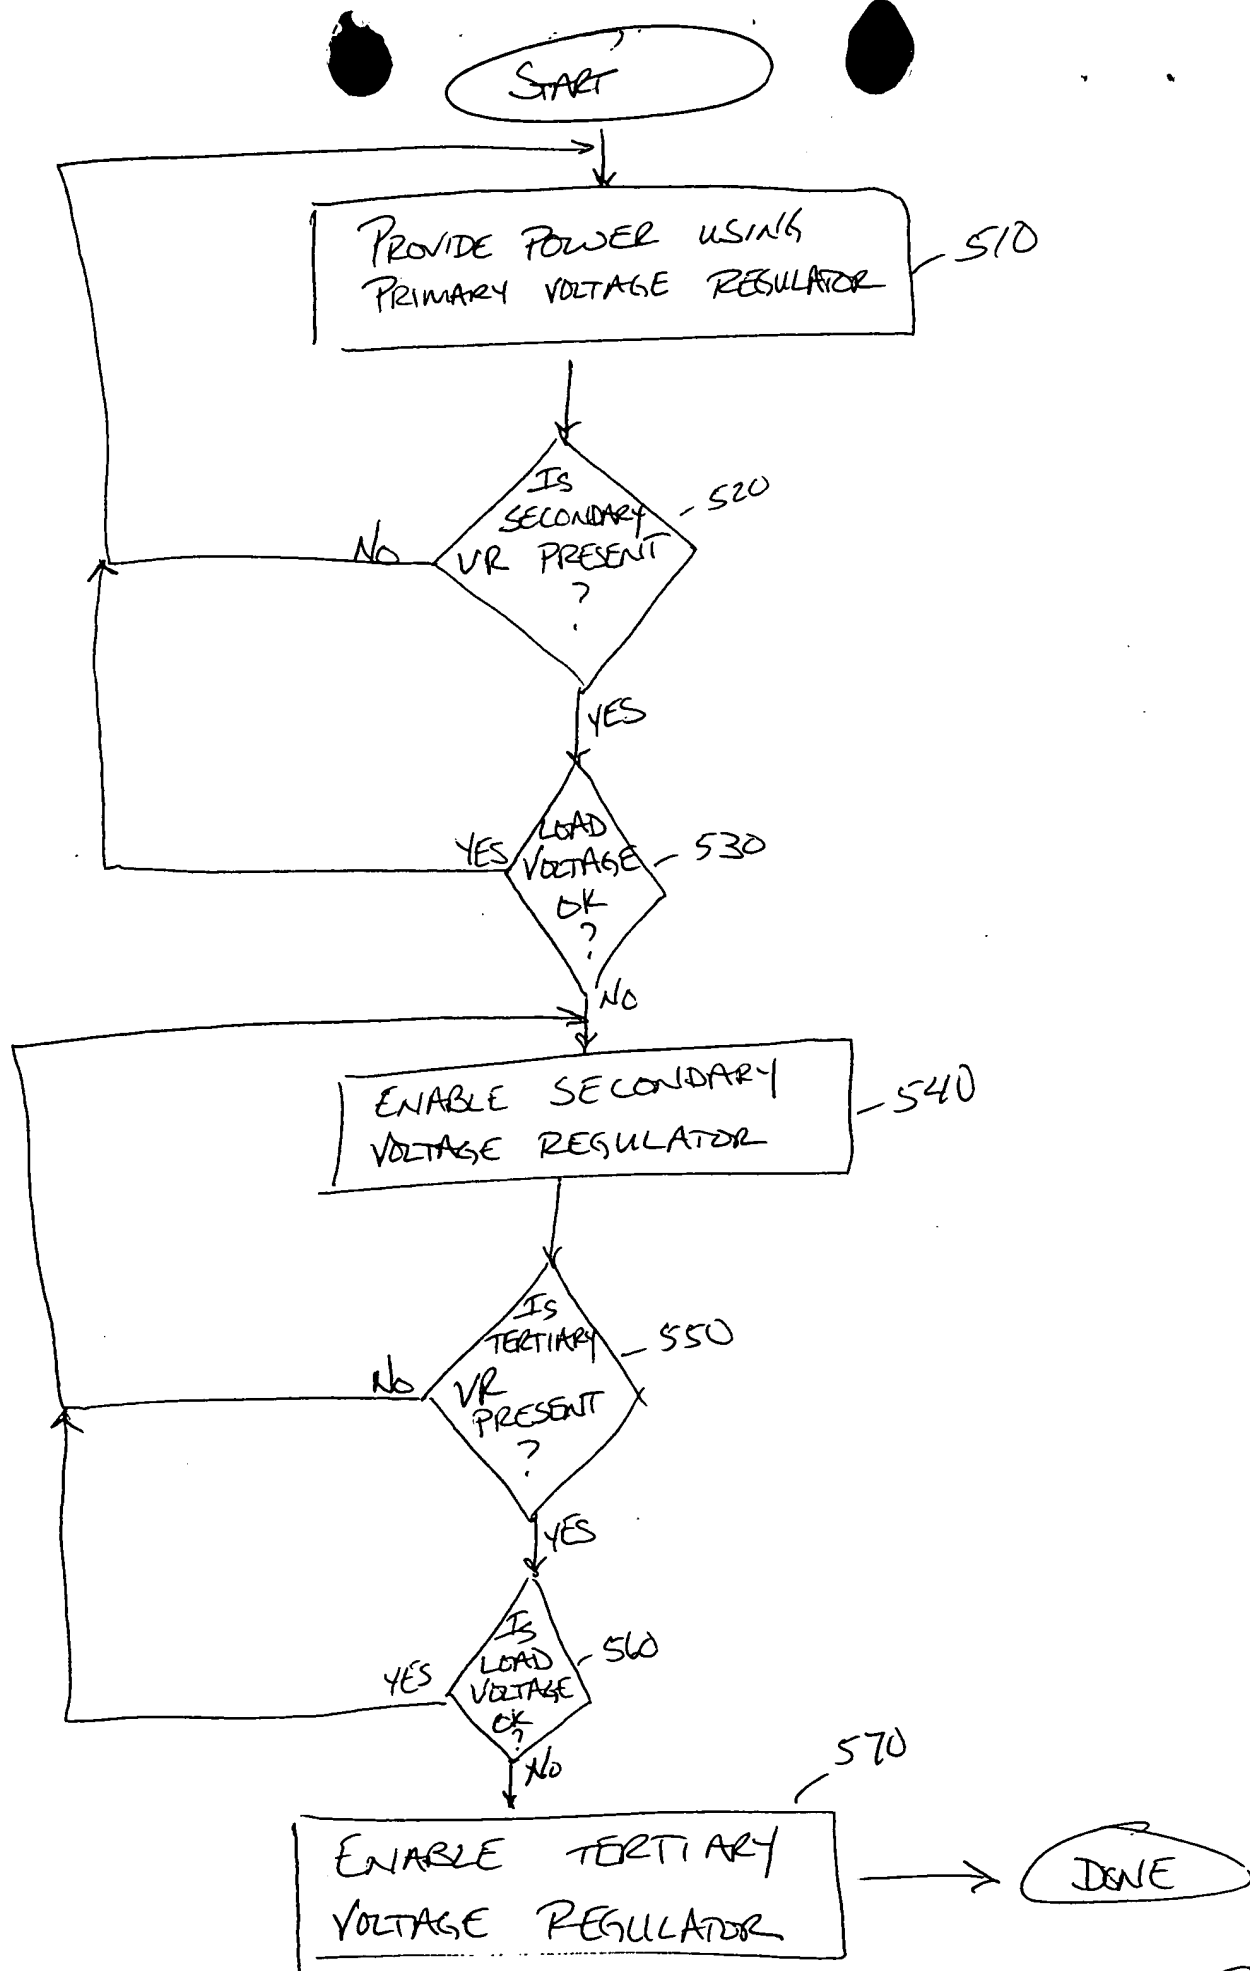 START
PROVIDE POWER USING
PRIMARY VOLTAGE REGULATOR
510
IS
SECONDARY
VR PRESENT
?
520
NO
YES
LOAD
VOLTAGE
OK
?
530
YES
NO
ENABLE SECONDARY
VOLTAGE REGULATOR
540
IS
TERTIARY
VR
PRESENT
?
550
NO
YES
IS
LOAD
VOLTAGE
OK
?
560
YES
NO
570
ENABLE TERTIARY
VOLTAGE REGULATOR
DONE